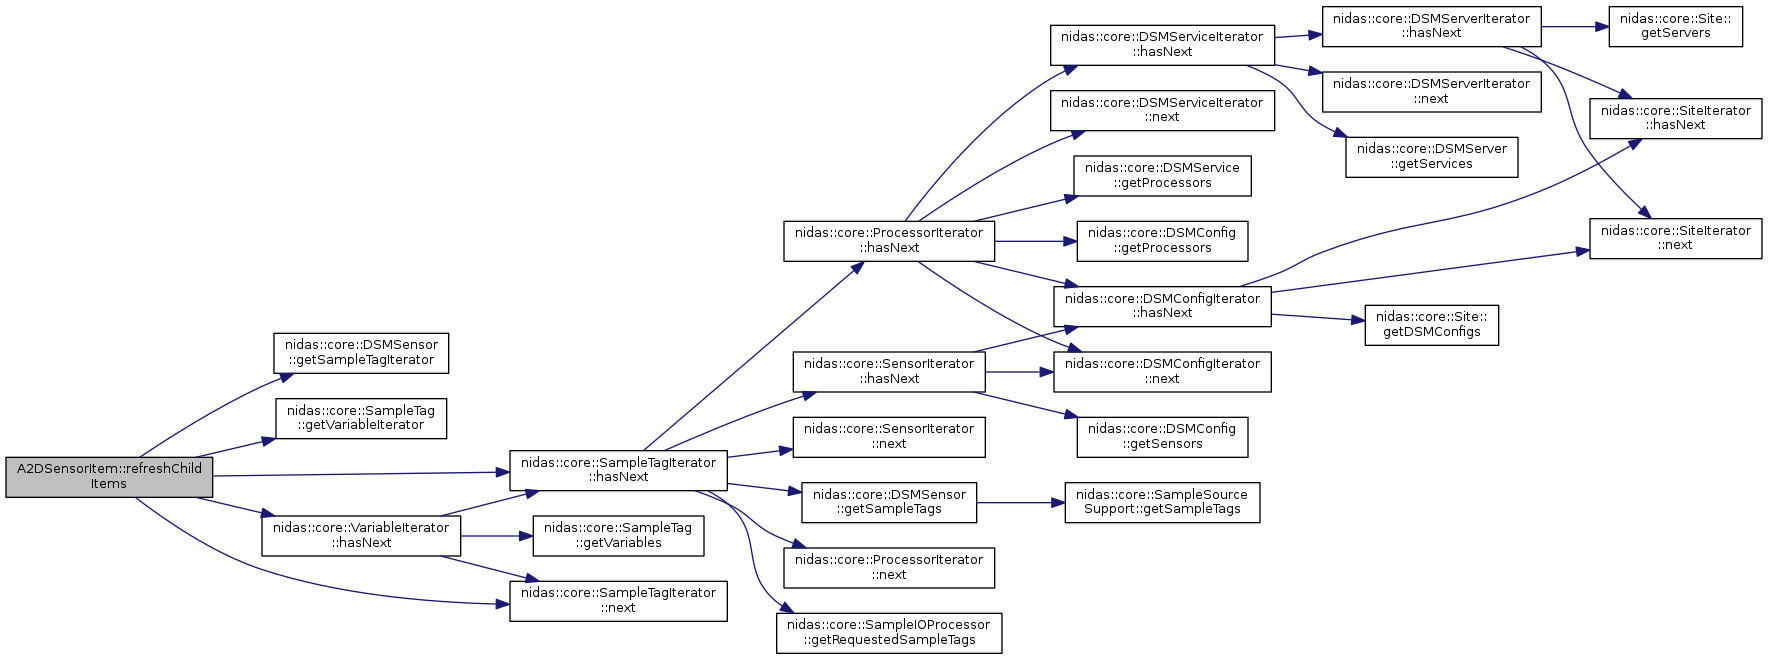 A2DSensorItem::refreshChild
Items
nidas::core::DSMSensor
::getSampleTagIterator
nidas::core::SampleTag
::getVariableIterator
nidas::core::VariableIterator
::hasNext
nidas::core::SampleTagIterator
::hasNext
nidas::core::SampleTag
::getVariables
nidas::core::SampleTagIterator
::next
nidas::core::ProcessorIterator
::hasNext
nidas::core::SensorIterator
::hasNext
nidas::core::SensorIterator
::next
nidas::core::DSMSensor
::getSampleTags
nidas::core::ProcessorIterator
::next
nidas::core::SampleIOProcessor
::getRequestedSampleTags
nidas::core::DSMServiceIterator
::hasNext
nidas::core::DSMServiceIterator
::next
nidas::core::DSMService
::getProcessors
nidas::core::DSMConfig
::getProcessors
nidas::core::DSMConfigIterator
::hasNext
nidas::core::DSMConfigIterator
::next
nidas::core::DSMConfig
::getSensors
nidas::core::SampleSource
Support::getSampleTags
nidas::core::DSMServerIterator
::hasNext
nidas::core::DSMServerIterator
::next
nidas::core::DSMServer
::getServices
nidas::core::Site::
getDSMConfigs
nidas::core::Site::
getServers
nidas::core::SiteIterator
::hasNext
nidas::core::SiteIterator
::next